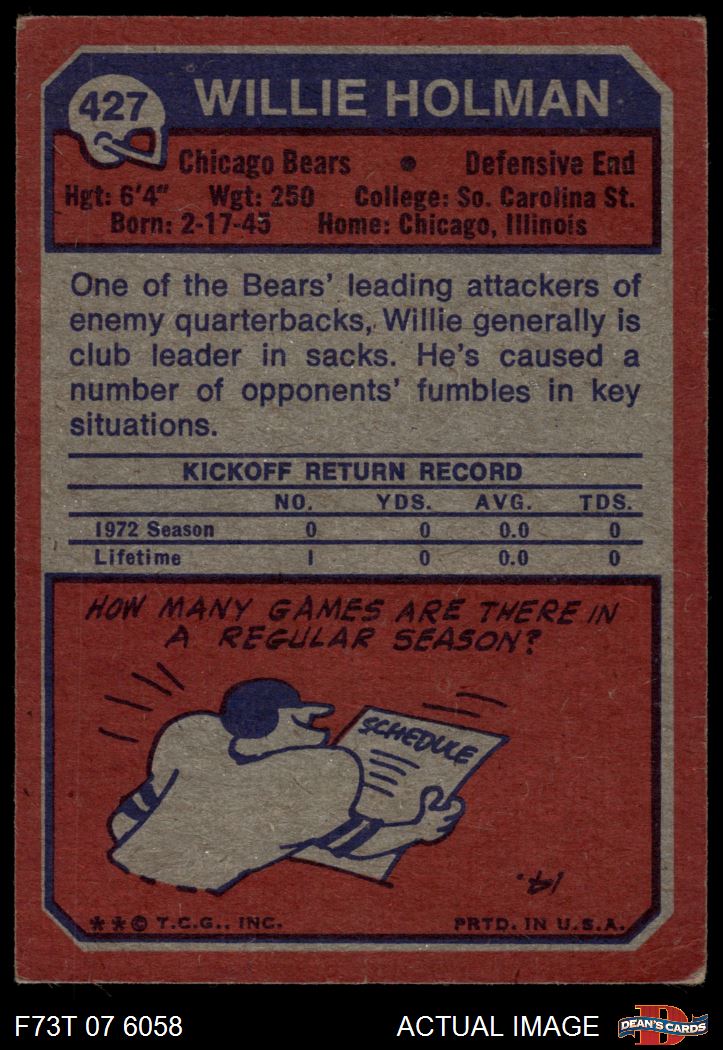 427
WILLIE HOLMAN
Chicago Bears • Defensive End
Hgt: 6'4" Wgt: 250 College: So. Carolina St.
Born: 2-17-45 Home: Chicago, Illinois
One of the Bears' leading attackers of
enemy quarterbacks, Willie generally is
club leader in sacks. He's caused a
number of opponents' fumbles in key
situations.
KICKOFF RETURN RECORD
NO. YDS. AVG. TDS.
1972 Season 0 0 0.0 0
Lifetime 1 0 0.0 0
HOW MANY GAMES ARE THERE IN
A REGULAR SEASON?
SCHEDULE
14.
**© T.C.G., INC. PRTD. IN U.S.A.
F73T 07 6058 ACTUAL IMAGE
D
DEAN'S CARDS